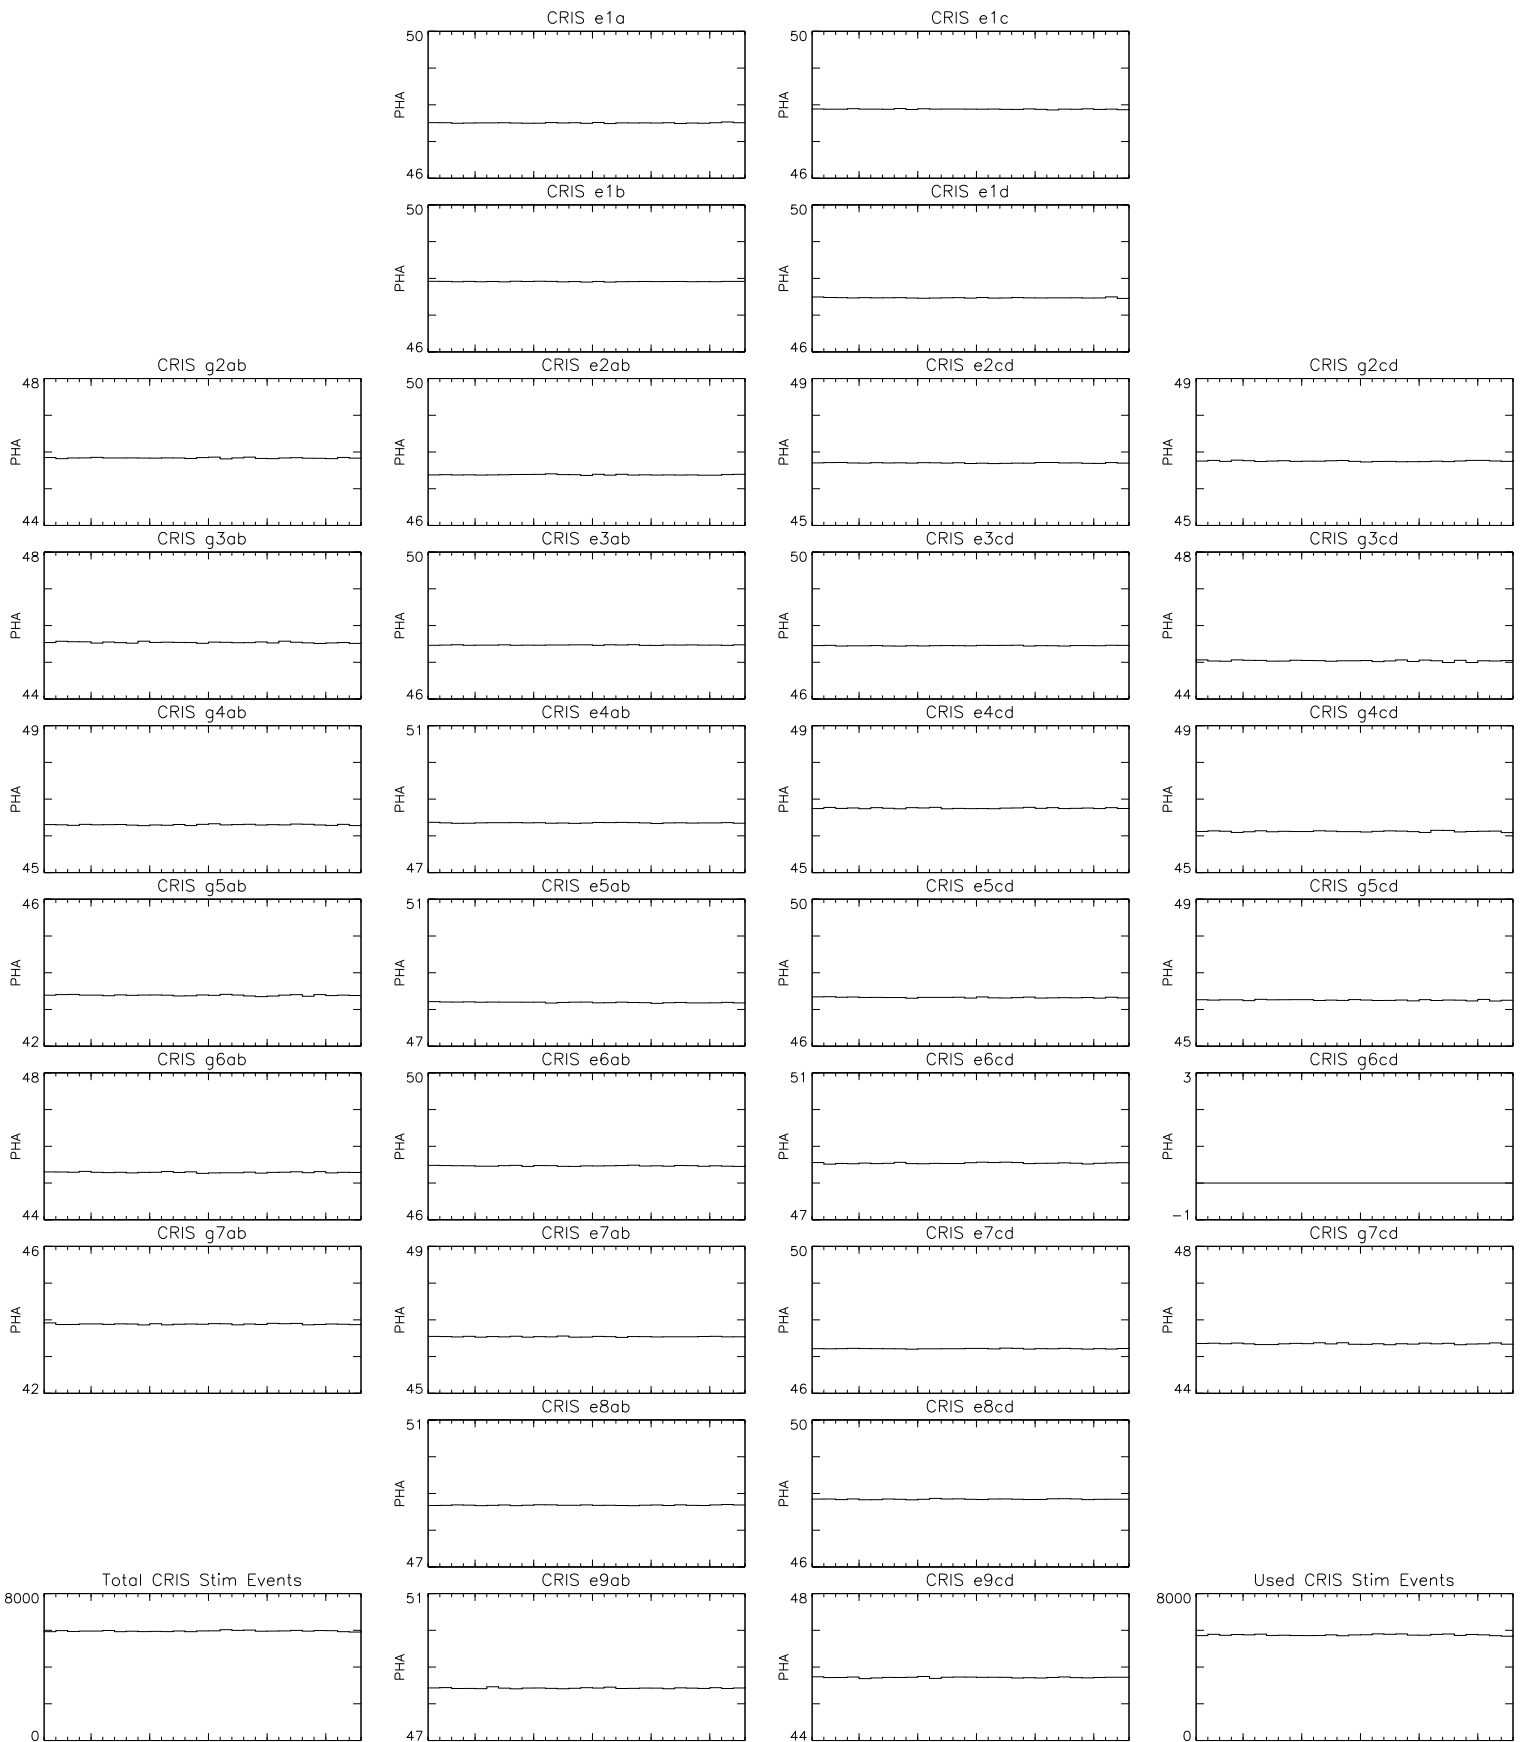 CRIS e1a
50
PHA
46
CRIS e1c
50
PHA
46
CRIS e1b
50
PHA
46
CRIS e1d
50
PHA
46
CRIS g2ab
48
PHA
44
CRIS e2ab
50
PHA
46
CRIS e2cd
49
PHA
45
CRIS g2cd
49
PHA
45
CRIS g3ab
48
PHA
44
CRIS e3ab
50
PHA
46
CRIS e3cd
50
PHA
46
CRIS g3cd
48
PHA
44
CRIS g4ab
49
PHA
45
CRIS e4ab
51
PHA
47
CRIS e4cd
49
PHA
45
CRIS g4cd
49
PHA
45
CRIS g5ab
46
PHA
42
CRIS e5ab
51
PHA
47
CRIS e5cd
50
PHA
46
CRIS g5cd
49
PHA
45
CRIS g6ab
48
PHA
44
CRIS e6ab
50
PHA
46
CRIS e6cd
51
PHA
47
CRIS g6cd
3
PHA
-1
CRIS g7ab
46
PHA
42
CRIS e7ab
49
PHA
45
CRIS e7cd
50
PHA
46
CRIS g7cd
48
PHA
44
CRIS e8ab
51
PHA
47
CRIS e8cd
50
PHA
46
Total CRIS Stim Events
8000
0
CRIS e9ab
51
PHA
47
CRIS e9cd
48
PHA
44
Used CRIS Stim Events
8000
0